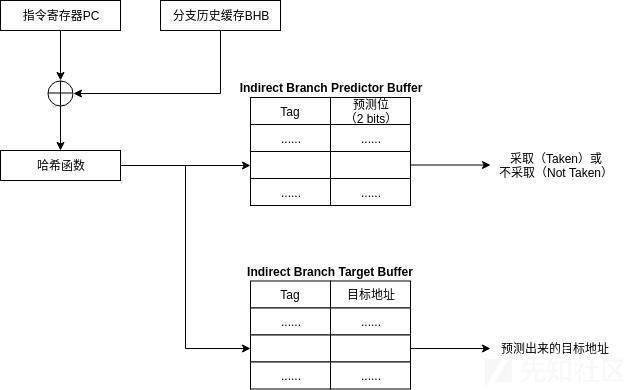 指令寄存器PC
分支历史缓存BHB
Indirect Branch Predictor Buffer
Tag
预测位
（2 bits）
......
......
哈希函数
采取（Taken）或
不采取（Not Taken）
......
......
Indirect Branch Target Buffer
Tag
目标地址
......
......
预测出来的目标地址
......
......
先知社区